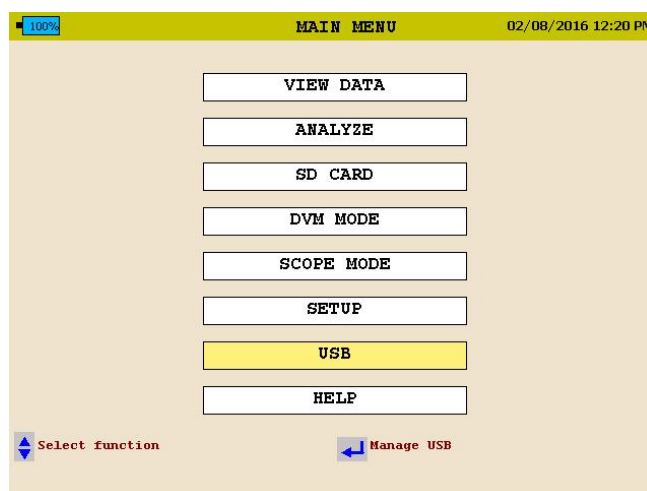 100% MAIN MENU 02/08/2016 12:20 PM
VIEW DATA
ANALYZE
SD CARD
DVM MODE
SCOPE MODE
SETUP
USB
HELP
Select function Manage USB